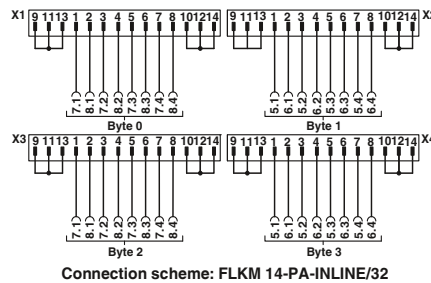 X1 9 11 13 1 2 3 4 5 6 7 8 10 12 14
9 11 13 1 2 3 4 5 6 7 8 10 12 14 X2
7.1 8.1 7.2 8.2 7.3 8.3 7.4 8.4
5.1 6.1 5.2 6.2 5.3 6.3 5.4 6.4
Byte 0
Byte 1
X3 9 11 13 1 2 3 4 5 6 7 8 10 12 14
9 11 13 1 2 3 4 5 6 7 8 10 12 14 X4
7.1 8.1 7.2 8.2 7.3 8.3 7.4 8.4
5.1 6.1 5.2 6.2 5.3 6.3 5.4 6.4
Byte 2
Byte 3
Connection scheme: FLKM 14-PA-INLINE/32